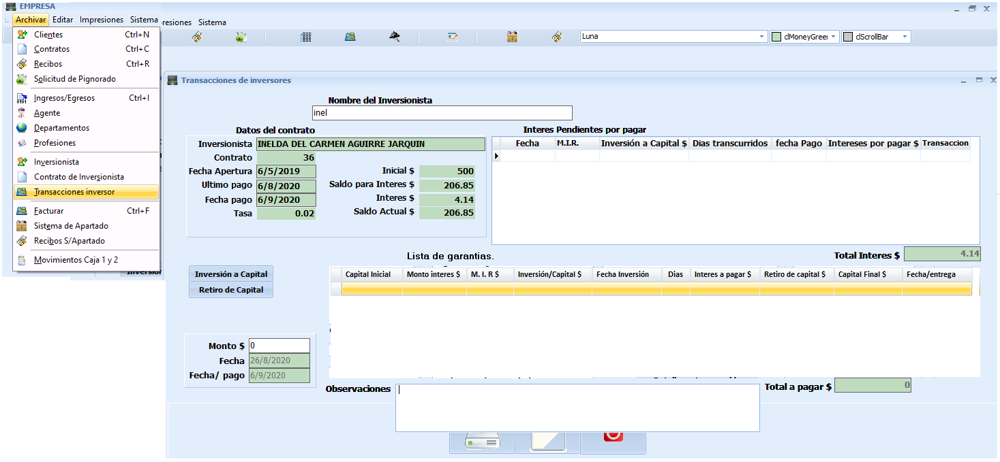 EMPRESA
Archivar Editar Impresiones Sistema
resiones Sistema
Clientes Ctrl+N
Contratos Ctrl+C
Recibos Ctrl+R
Solicitud de Pignorado
Ingresos/Egresos Ctrl+I
Agente
Departamentos
Profesiones
Inversionista
Contrato de Inversionista
Transacciones inversor
Facturar Ctrl+F
Sistema de Apartado
Recibos S/Apartado
Movimientos Caja 1 y 2
Luna
clMoneyGreen
clScrollBar
Transacciones de inversores
Nombre del Inversionista
inel
Datos del contrato
Inversionista INELDA DEL CARMEN AGUIRRE JARQUIN
Contrato 36
Fecha Apertura 6/5/2019 Inicial $ 500
Ultimo pago 6/8/2020 Saldo para Interes $ 206.85
Fecha pago 6/9/2020 Interes $ 4.14
Tasa 0.02 Saldo Actual $ 206.85
Interes Pendientes por pagar
Fecha M.I.R. Inversión a Capital $ Dias transcurridos fecha Pago Intereses por pagar $ Transaccion
Total Interes $ 4.14
Lista de garantias.
Inversión a Capital
Retiro de Capital
Capital Inicial Monto interes $ M. I. R $ Inversión/Capital $ Fecha Inversión Dias Interes a pagar $ Retiro de capital $ Capital Final $ Fecha/entrega
Monto $ 0
Fecha 26/8/2020
Fecha/ pago 6/9/2020
Observaciones
Total a pagar $ 0